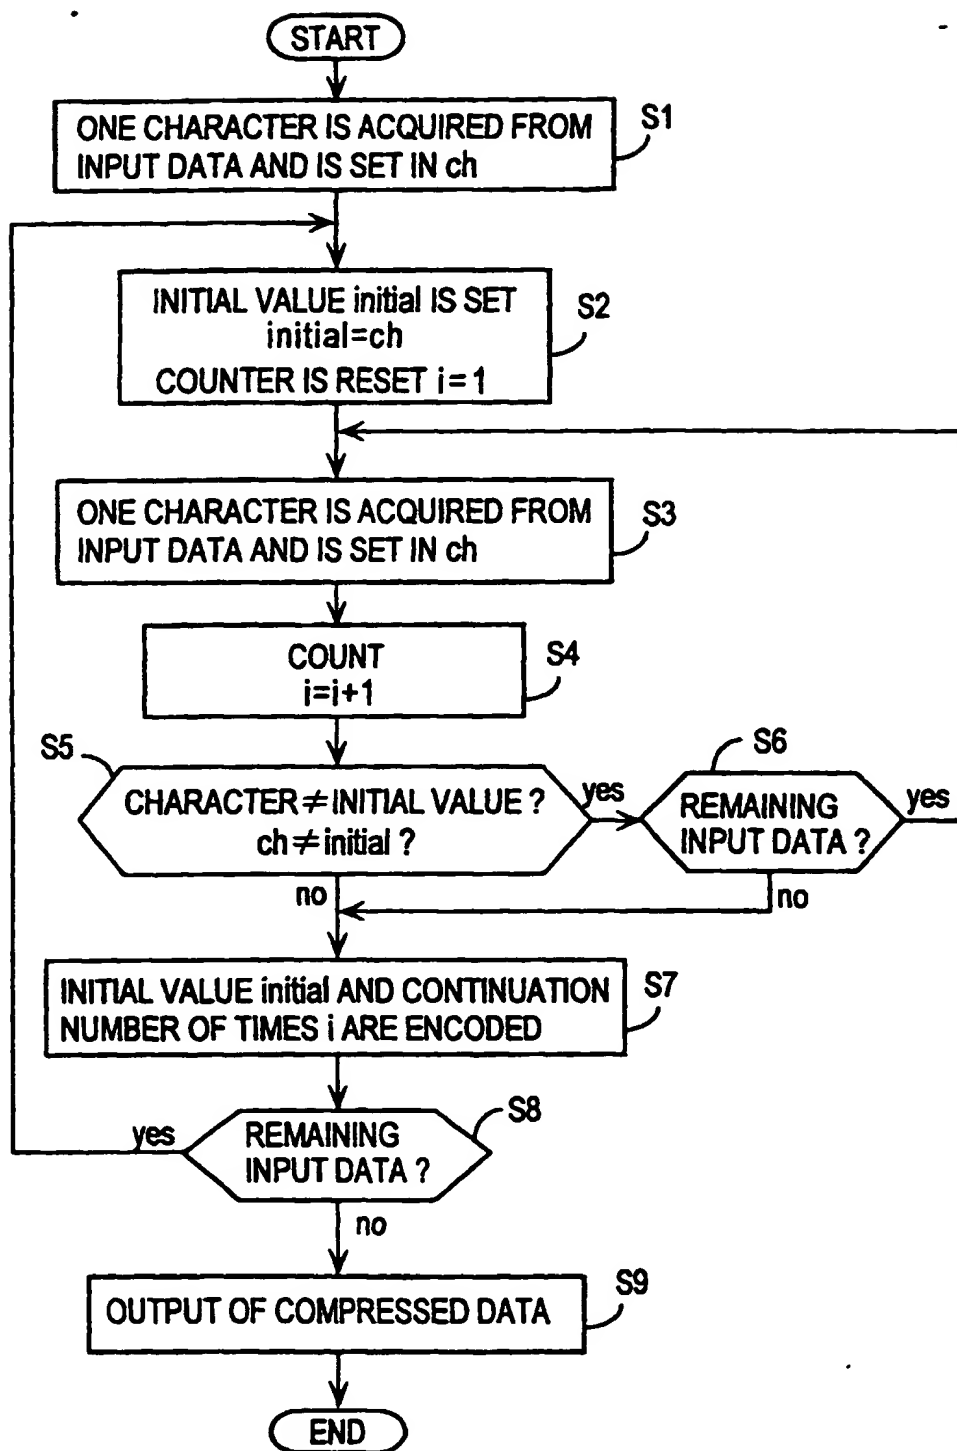 START
ONE CHARACTER IS ACQUIRED FROM
INPUT DATA AND IS SET IN ch
S1
INITIAL VALUE initial IS SET
initial=ch
COUNTER IS RESET i=1
S2
ONE CHARACTER IS ACQUIRED FROM
INPUT DATA AND IS SET IN ch
S3
COUNT
i=i+1
S4
S5
CHARACTER≠INITIAL VALUE ?
ch≠initial ?
yes
no
S6
REMAINING
INPUT DATA ?
yes
no
INITIAL VALUE initial AND CONTINUATION
NUMBER OF TIMES i ARE ENCODED
S7
yes
REMAINING
INPUT DATA ?
S8
no
OUTPUT OF COMPRESSED DATA
S9
END